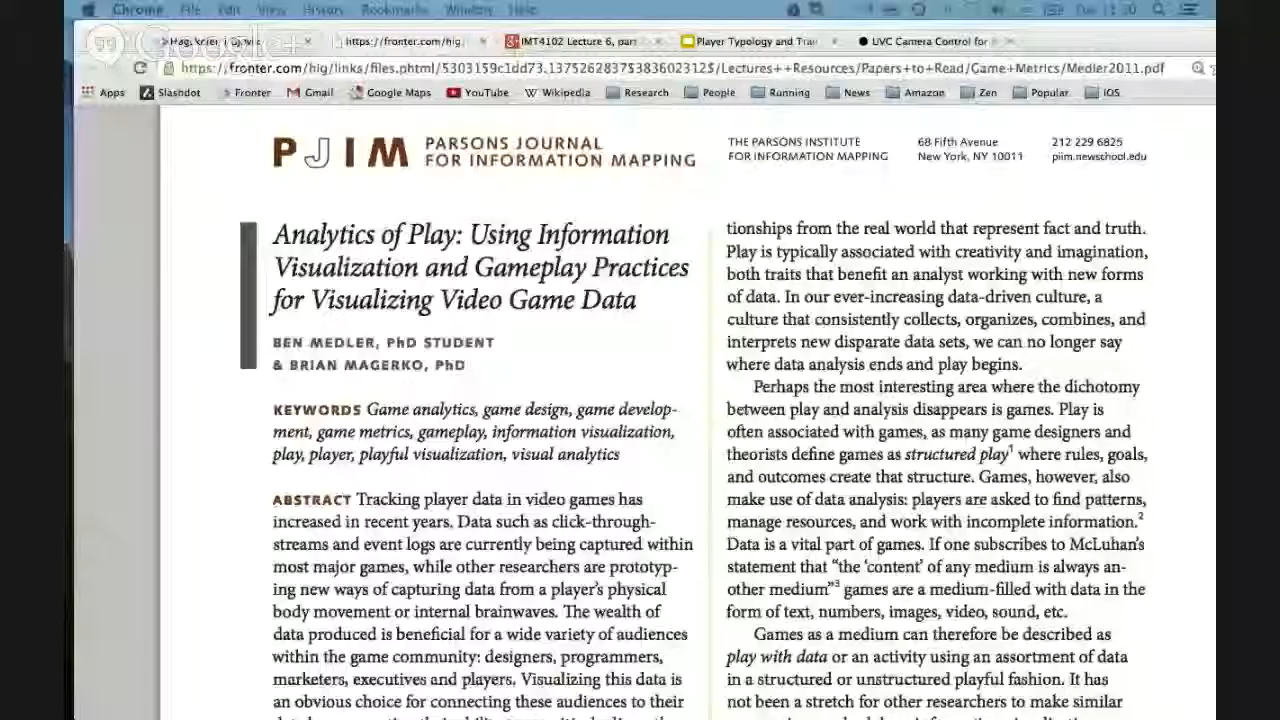 Chrome File Edit View History Bookmarks Window Help
Google+
https://fronter.com/hig
IMT4102 Lecture 6, part
Player Typology and Trai
UVC Camera Control for
https://fronter.com/hig/links/files.phtml/5303159c1dd73.1375262837$383602312$/Lectures++Resources/Papers+to+Read/Game+Metrics/Medler2011.pdf
Apps Slashdot Fronter Gmail Google Maps YouTube Wikipedia Research People Running News Amazon Zen Popular iOS
PJIM PARSONS JOURNAL
FOR INFORMATION MAPPING
THE PARSONS INSTITUTE
FOR INFORMATION MAPPING
68 Fifth Avenue
New York, NY 10011
212 229 6825
piim.newschool.edu
Analytics of Play: Using Information
Visualization and Gameplay Practices
for Visualizing Video Game Data
BEN MEDLER, PhD STUDENT
& BRIAN MAGERKO, PhD
KEYWORDS Game analytics, game design, game develop-
ment, game metrics, gameplay, information visualization,
play, player, playful visualization, visual analytics
ABSTRACT Tracking player data in video games has
increased in recent years. Data such as click-through-
streams and event logs are currently being captured within
most major games, while other researchers are prototyp-
ing new ways of capturing data from a player's physical
body movement or internal brainwaves. The wealth of
data produced is beneficial for a wide variety of audiences
within the game community: designers, programmers,
marketers, executives and players. Visualizing this data is
an obvious choice for connecting these audiences to their
tionships from the real world that represent fact and truth.
Play is typically associated with creativity and imagination,
both traits that benefit an analyst working with new forms
of data. In our ever-increasing data-driven culture, a
culture that consistently collects, organizes, combines, and
interprets new disparate data sets, we can no longer say
where data analysis ends and play begins.
Perhaps the most interesting area where the dichotomy
between play and analysis disappears is games. Play is
often associated with games, as many game designers and
theorists define games as structured play¹ where rules, goals,
and outcomes create that structure. Games, however, also
make use of data analysis: players are asked to find patterns,
manage resources, and work with incomplete information.²
Data is a vital part of games. If one subscribes to McLuhan's
statement that "the 'content' of any medium is always an-
other medium"³ games are a medium-filled with data in the
form of text, numbers, images, video, sound, etc.
Games as a medium can therefore be described as
play with data or an activity using an assortment of data
in a structured or unstructured playful fashion. It has
not been a stretch for other researchers to make similar